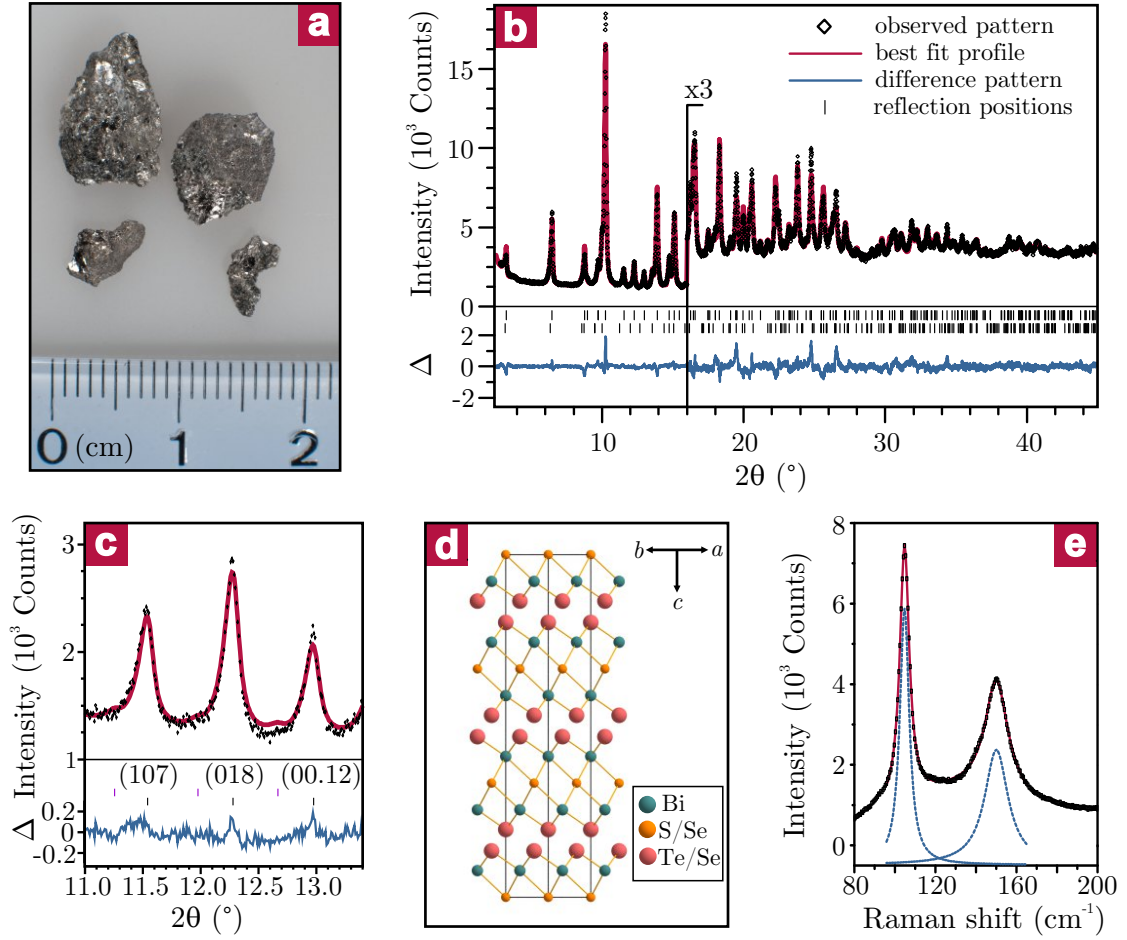 a
0 (cm) 1 2
b
observed pattern
best fit profile
difference pattern
reflection positions
x3
Intensity (10³ Counts)
15
10
5
0
Δ
2
0
-2
10 20 30 40
2θ (°)
c
Intensity (10³ Counts)
3
2
1
(107) (018) (00.12)
Δ
0.2
0
-0.2
11.0 11.5 12.0 12.5 13.0
2θ (°)
d
b a
c
Bi
S/Se
Te/Se
e
Intensity (10³ Counts)
8
6
4
2
0
80 120 160 200
Raman shift (cm⁻¹)